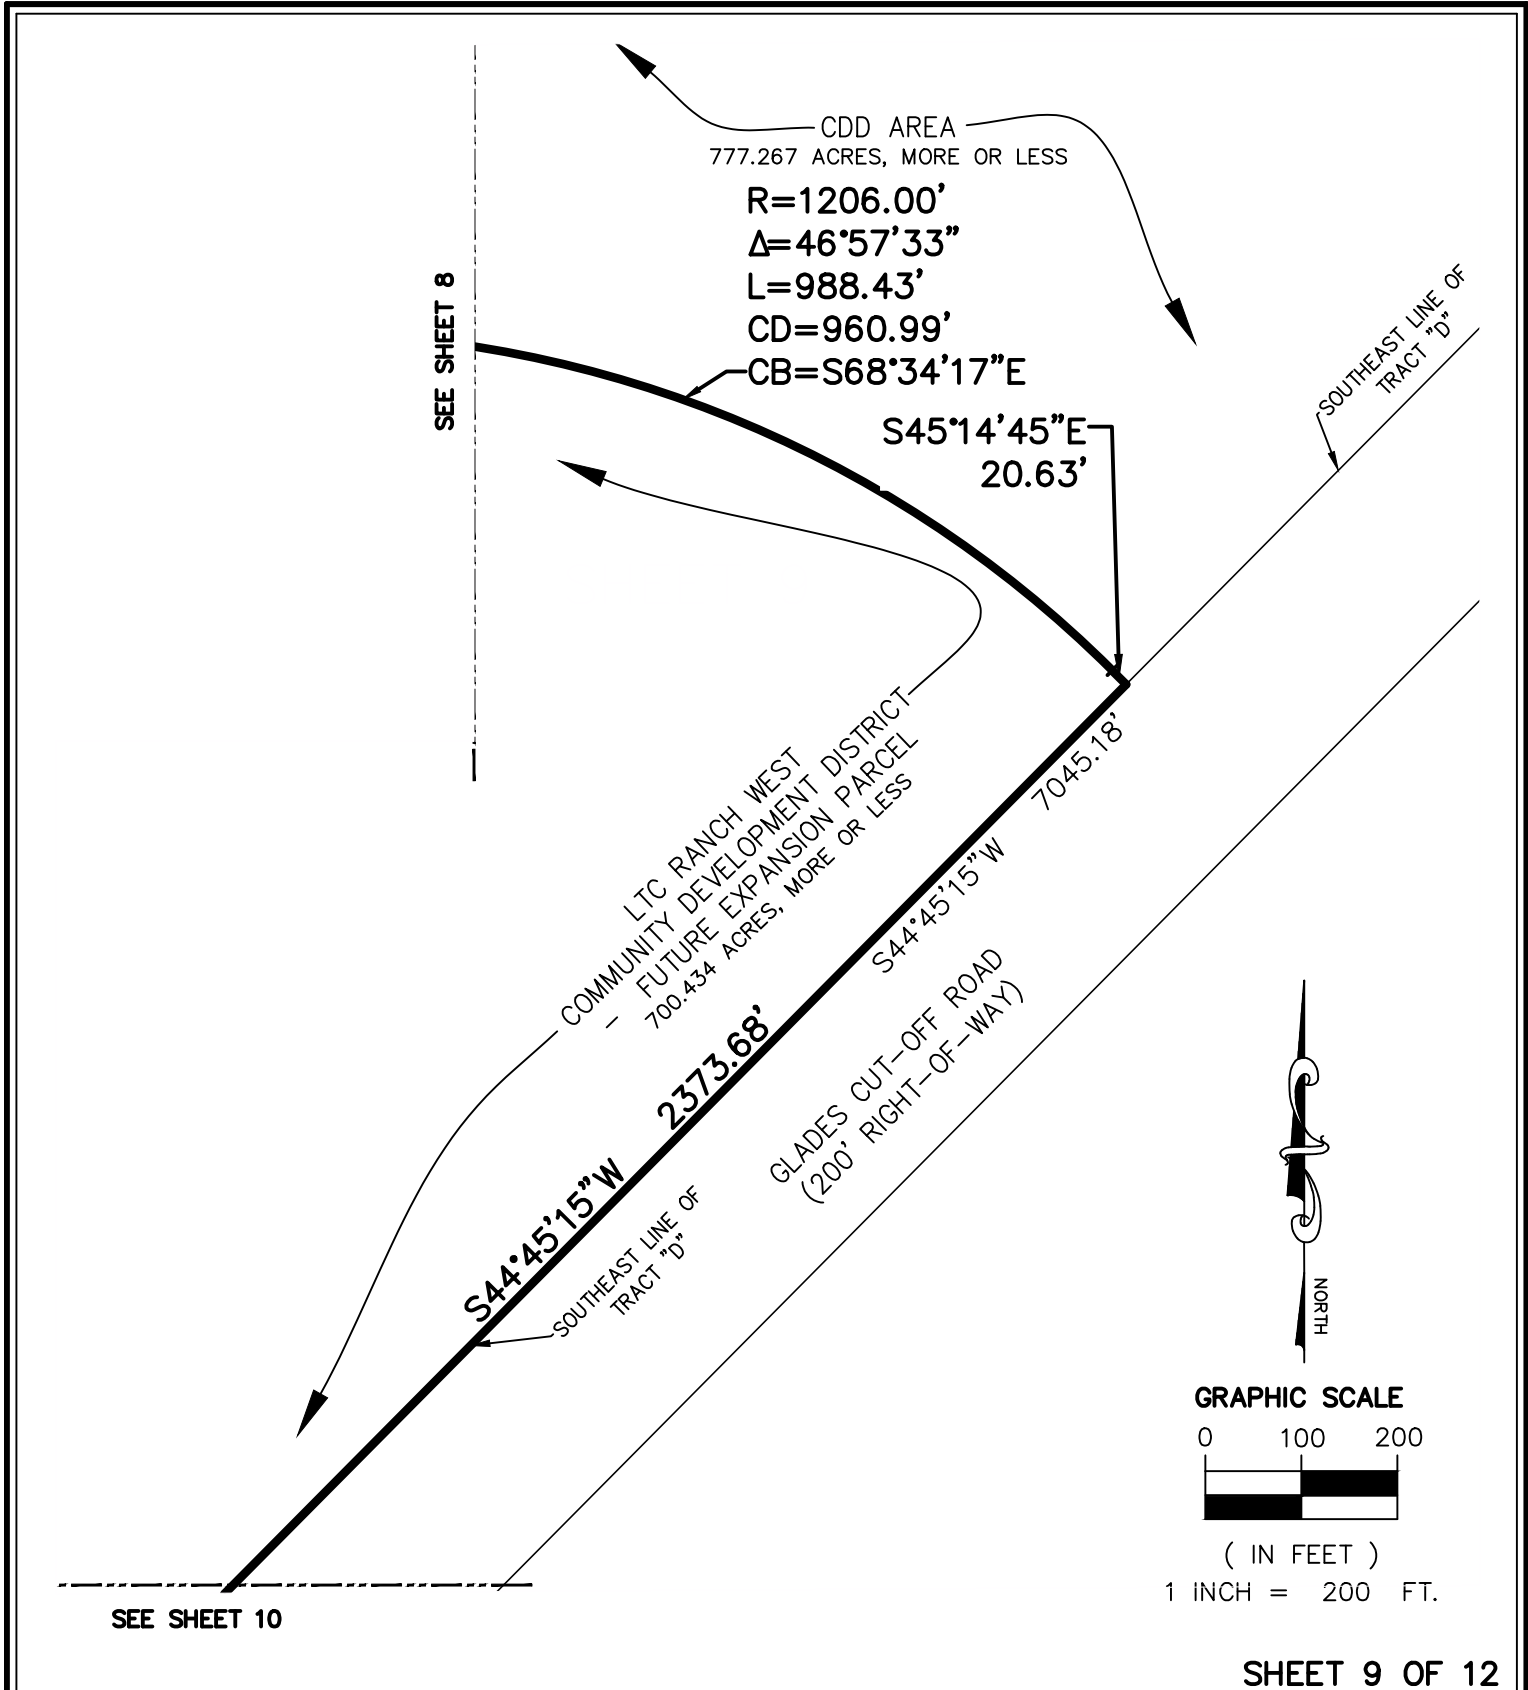 CDD AREA
777.267 ACRES, MORE OR LESS
R=1206.00'
Δ=46°57'33"
L=988.43'
CD=960.99'
CB=S68°34'17"E
S45°14'45"E
20.63'
SEE SHEET 8
SOUTHEAST LINE OF
TRACT "D"
LTC RANCH WEST
COMMUNITY DEVELOPMENT DISTRICT
- FUTURE EXPANSION PARCEL
700.434 ACRES, MORE OR LESS
7045.18'
S44°45'15"W
2373.68'
S44°45'15"W
GLADES CUT-OFF ROAD
(200' RIGHT-OF-WAY)
SOUTHEAST LINE OF
TRACT "D"
NORTH
GRAPHIC SCALE
0 100 200
( IN FEET )
1 INCH = 200 FT.
SEE SHEET 10
SHEET 9 OF 12